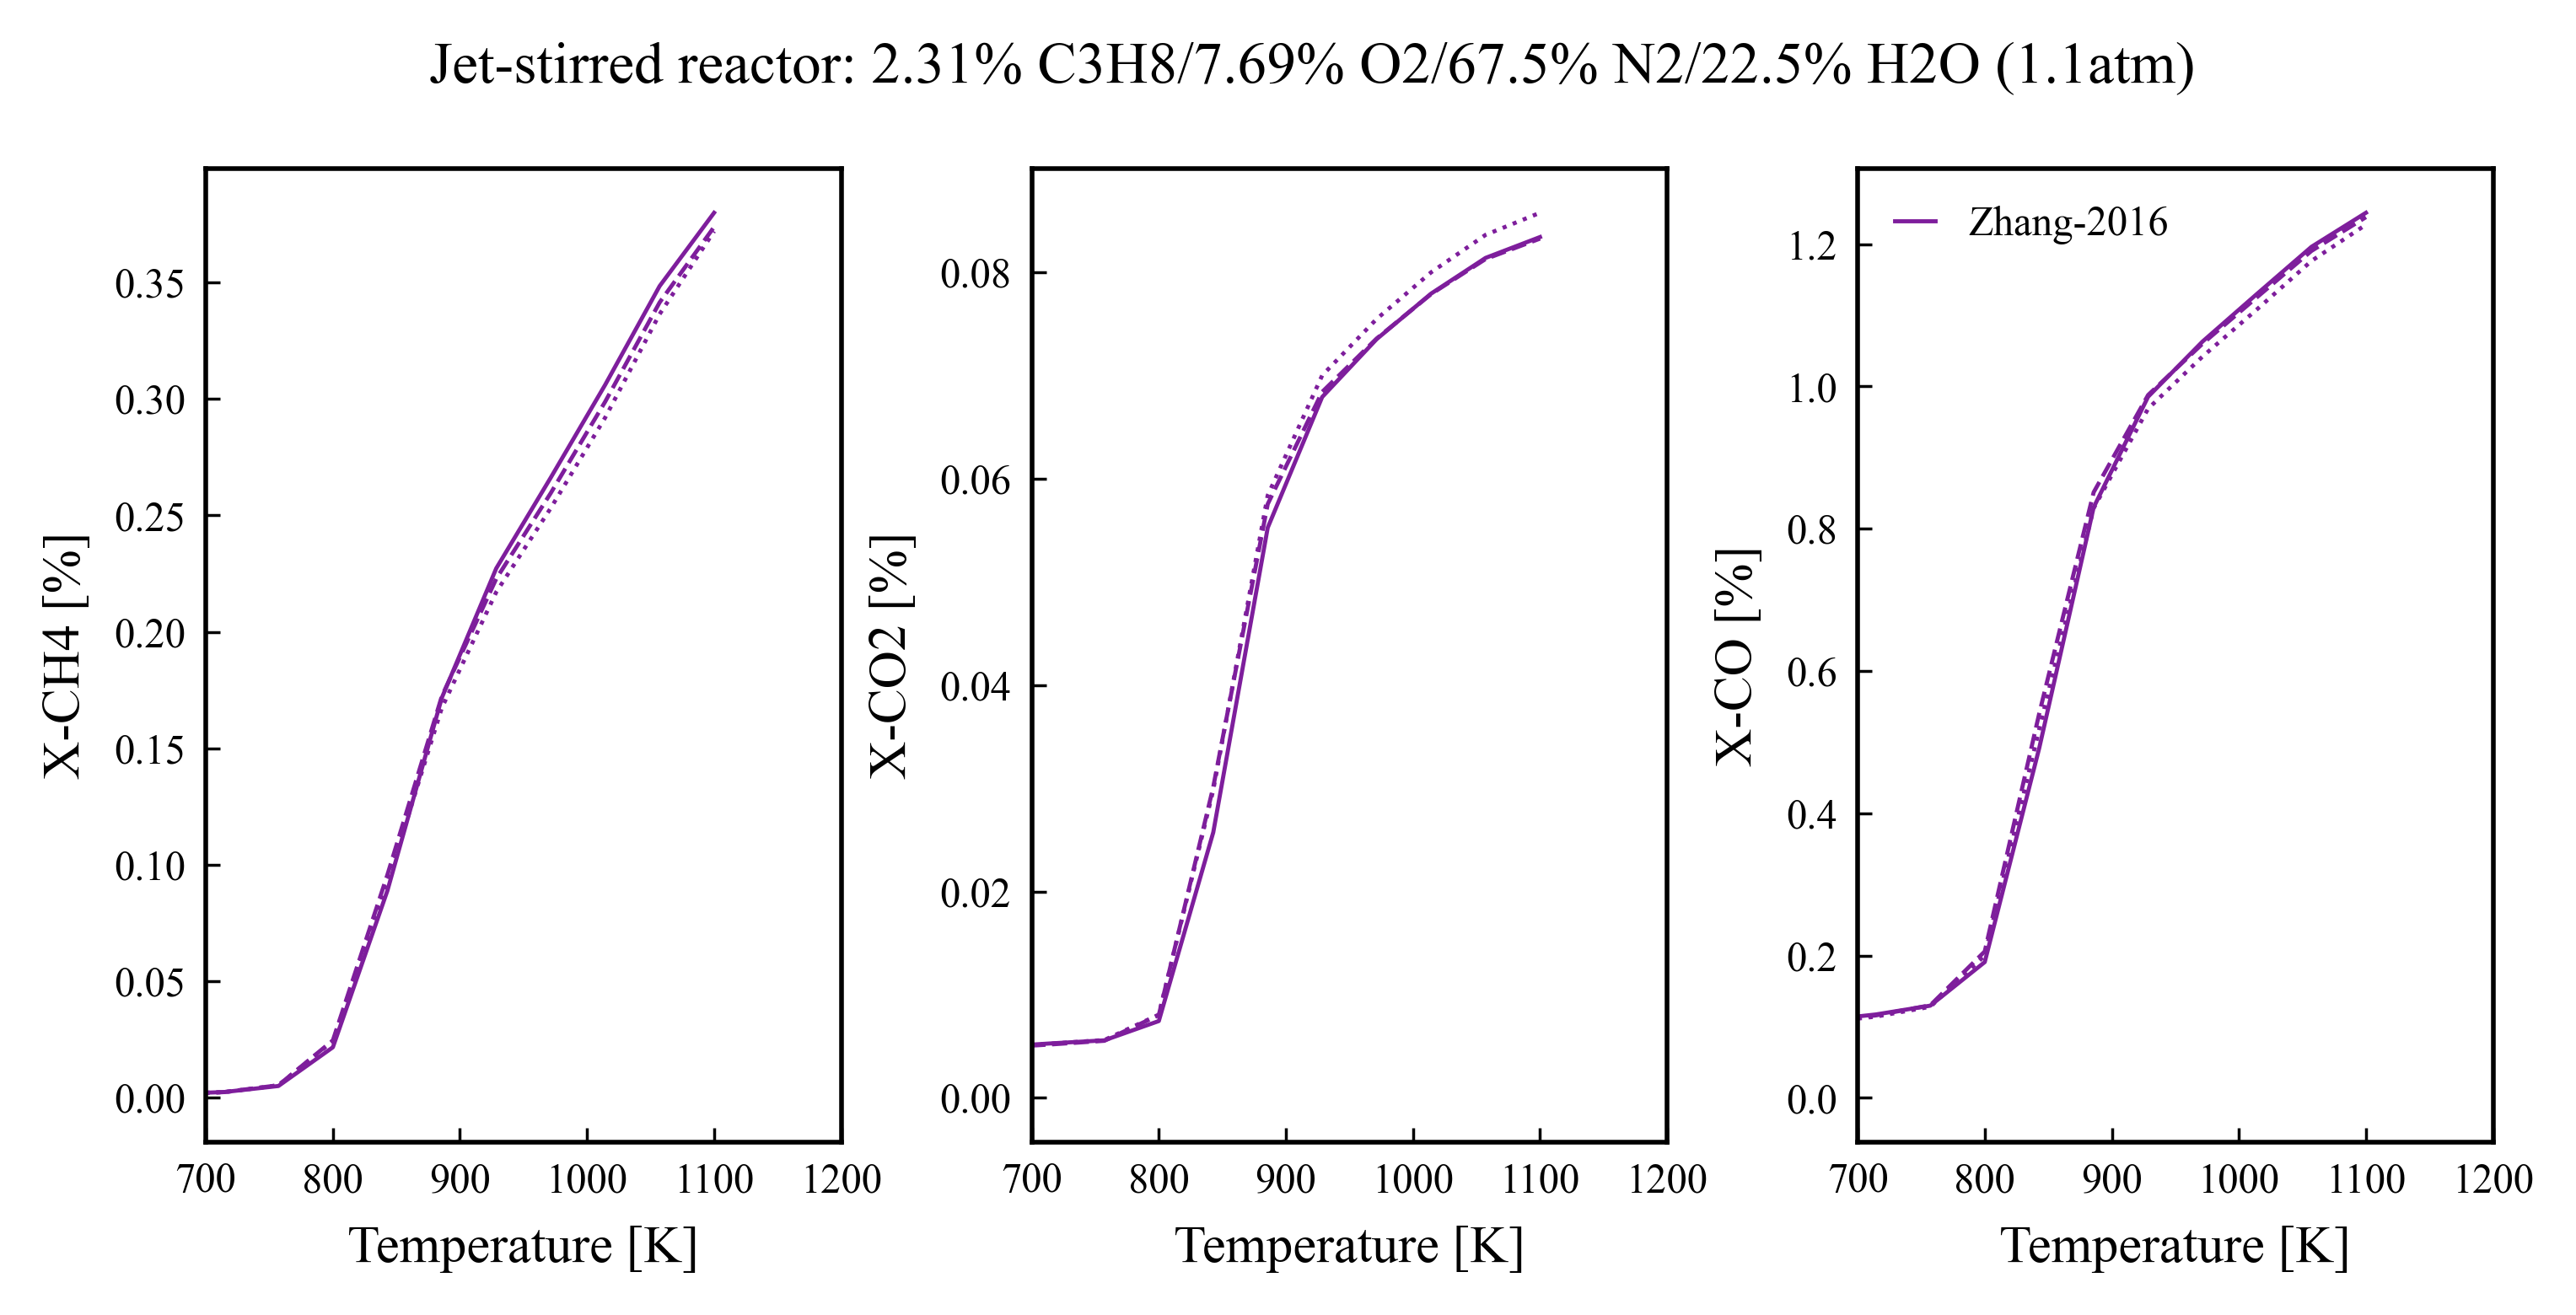 Jet-stirred reactor: 2.31% C3H8/7.69% O2/67.5% N2/22.5% H2O (1.1atm)
X-CH4 [%]
0.35
0.30
0.25
0.20
0.15
0.10
0.05
0.00
700 800 900 1000 1100 1200
Temperature [K]
X-CO2 [%]
0.08
0.06
0.04
0.02
0.00
700 800 900 1000 1100 1200
Temperature [K]
X-CO [%]
Zhang-2016
1.2
1.0
0.8
0.6
0.4
0.2
0.0
700 800 900 1000 1100 1200
Temperature [K]